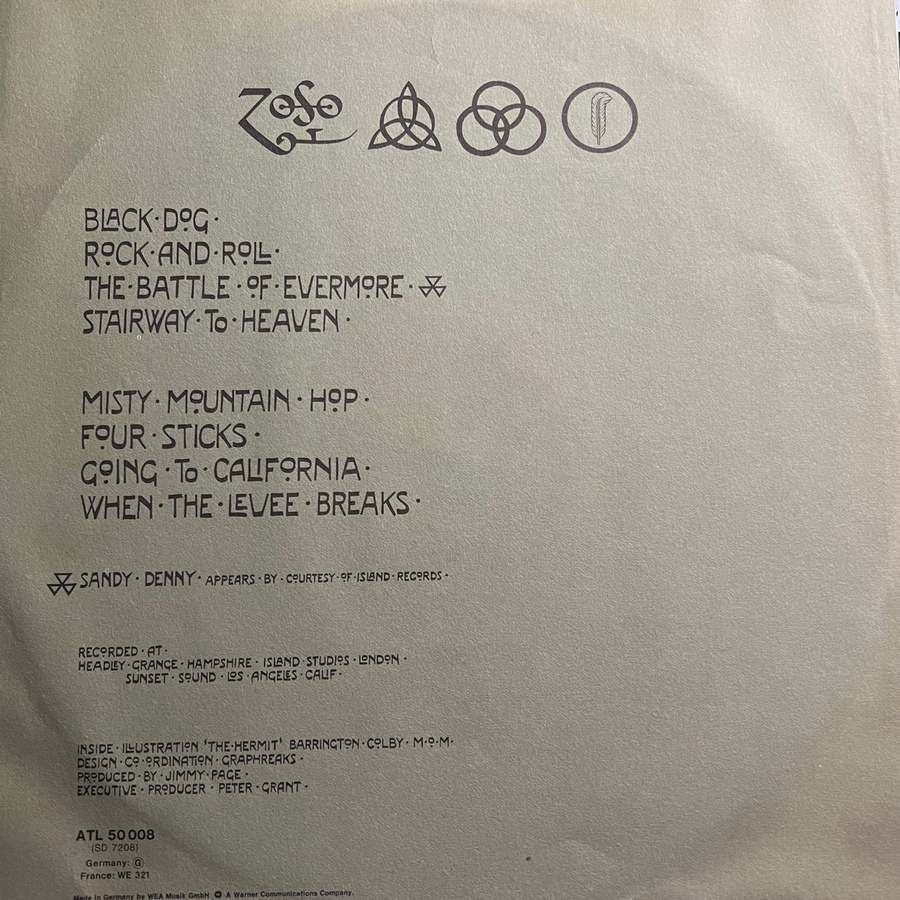 ZoSo
BLACK·DOG·
ROCK·AND·ROLL·
THE·BATTLE·OF·EVERMORE·
STAIRWAY·To·HEAVEN·
MISTY·MOUNTAIN·HOP·
FOUR·STICKS·
GOING·To·CALIFORNIA·
WHEN·THE·LEVEE·BREAKS·
SANDY·DENNY·APPEARS·BY·COURTESY·OF·ISLAND·RECORDS·
RECORDED·AT·
HEADLEY·GRANGE·HAMPSHIRE·ISLAND·STUDIOS·LONDON·
SUNSET·SOUND·LOS·ANGELES·CALIF·
INSIDE·ILLUSTRATION 'THE·HERMIT' BARRINGTON·COLBY·M·O·M·
DESIGN·CO·ORDINATION·GRAPHREAKS·
PRODUCED·BY·JIMMY·PAGE·
EXECUTIVE·PRODUCER·PETER·GRANT·
ATL 50 008
(SD 7208)
Germany: G
France: WE 321
Made in Germany by WEA Musik GmbH. A Warner Communications Company.